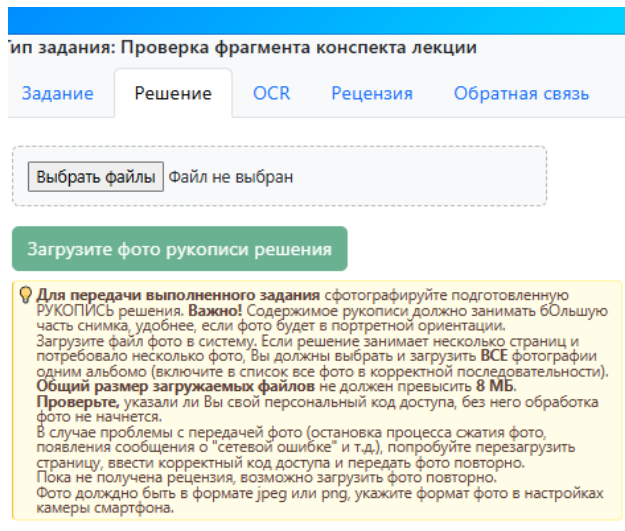 Тип задания: Проверка фрагмента конспекта лекции
Задание Решение OCR Рецензия Обратная связь
Выбрать файлы Файл не выбран
Загрузите фото рукописи решения
Для передачи выполненного задания сфотографируйте подготовленную
РУКОПИСЬ решения. Важно! Содержимое рукописи должно занимать бОльшую
часть снимка, удобнее, если фото будет в портретной ориентации.
Загрузите файл фото в систему. Если решение занимает несколько страниц и
потребовало несколько фото, Вы должны выбрать и загрузить ВСЕ фотографии
одним альбомо (включите в список все фото в корректной последовательности).
Общий размер загружаемых файлов не должен превысить 8 МБ.
Проверьте, указали ли Вы свой персональный код доступа, без него обработка
фото не начнется.
В случае проблемы с передачей фото (остановка процесса сжатия фото,
появления сообщения о "сетевой ошибке" и т.д.), попробуйте перезагрузить
страницу, ввести корректный код доступа и передать фото повторно.
Пока не получена рецензия, возможно загрузить фото повторно.
Фото долждно быть в формате jpeg или png, укажите формат фото в настройках
камеры смартфона.